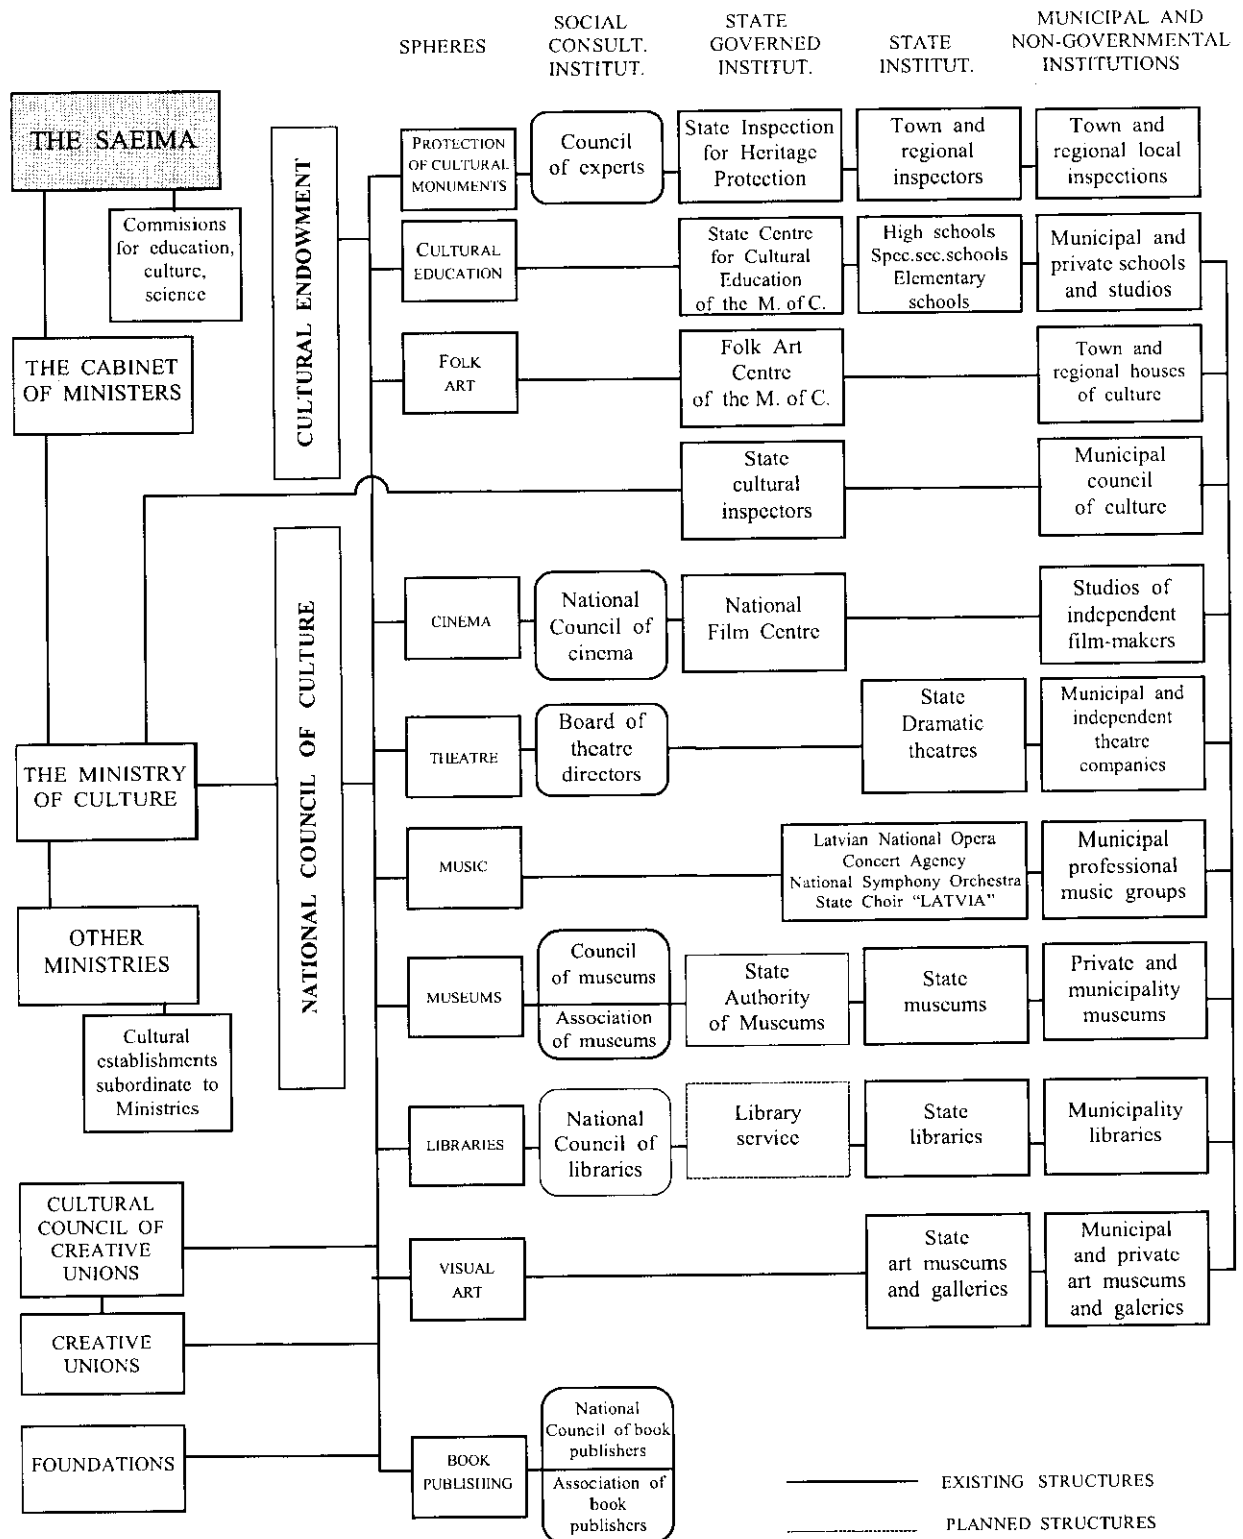 SPHERES
SOCIAL
CONSULT.
INSTITUT.
STATE
GOVERNED
INSTITUT.
STATE
INSTITUT.
MUNICIPAL AND
NON-GOVERNMENTAL
INSTITUTIONS
THE SAEIMA
Commisions
for education,
culture,
science
THE CABINET
OF MINISTERS
THE MINISTRY
OF CULTURE
OTHER
MINISTRIES
Cultural
establishments
subordinate to
Ministries
CULTURAL
COUNCIL OF
CREATIVE
UNIONS
CREATIVE
UNIONS
FOUNDATIONS
CULTURAL ENDOWMENT
NATIONAL COUNCIL OF CULTURE
PROTECTION
OF CULTURAL
MONUMENTS
Council
of experts
State Inspection
for Heritage
Protection
Town and
regional
inspectors
Town and
regional local
inspections
CULTURAL
EDUCATION
State Centre
for Cultural
Education
of the M. of C.
High schools
Spec.sec.schools
Elementary
schools
Municipal and
private schools
and studios
FOLK
ART
Folk Art
Centre
of the M. of C.
Town and
regional houses
of culture
State
cultural
inspectors
Municipal
council
of culture
CINEMA
National
Council of
cinema
National
Film Centre
Studios of
independent
film-makers
THEATRE
Board of
theatre
directors
State
Dramatic
theatres
Municipal and
independent
theatre
companies
MUSIC
Latvian National Opera
Concert Agency
National Symphony Orchestra
State Choir "LATVIA"
Municipal
professional
music groups
MUSEUMS
Council
of museums
Association
of museums
State
Authority
of Museums
State
museums
Private and
municipality
museums
LIBRARIES
National
Council of
libraries
Library
service
State
libraries
Municipality
libraries
VISUAL
ART
State
art museums
and galleries
Municipal
and private
art museums
and galeries
BOOK
PUBLISHING
National
Council of book
publishers
Association of
book
publishers
EXISTING STRUCTURES
PLANNED STRUCTURES